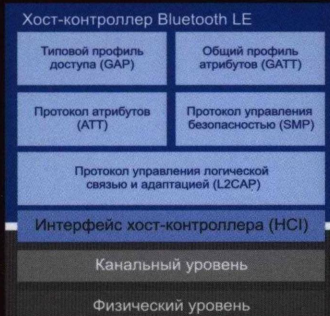 Хост-контроллер Bluetooth LE
Типовой профиль
доступа (GAP)
Общий профиль
атрибутов (GATT)
Протокол атрибутов
(ATT)
Протокол управления
безопасностью (SMP)
Протокол управления логической
связью и адаптацией (L2CAP)
Интерфейс хост-контроллера (HCI)
Канальный уровень
Физический уровень